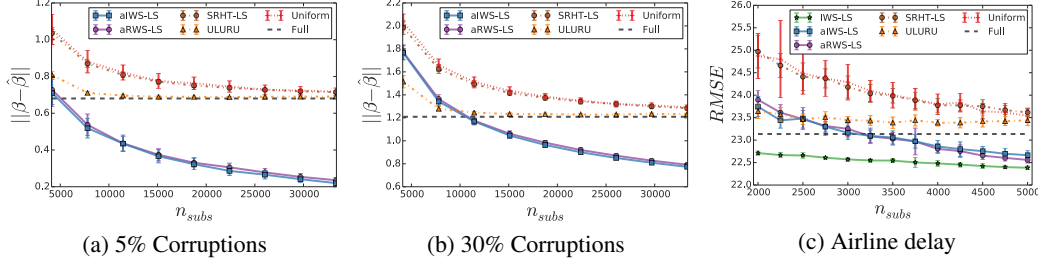 aIWS-LS SRHT-LS Uniform
aRWS-LS ULURU Full
||β−β̂||
1.0
0.8
0.6
0.4
0.2
5000 10000 15000 20000 25000 30000
n_subs
(a) 5% Corruptions
aIWS-LS SRHT-LS Uniform
aRWS-LS ULURU Full
||β−β̂||
2.2
2.0
1.8
1.6
1.4
1.2
1.0
0.8
0.6
5000 10000 15000 20000 25000 30000
n_subs
(b) 30% Corruptions
IWS-LS SRHT-LS Uniform
aIWS-LS ULURU Full
aRWS-LS
RMSE
26.0
25.5
25.0
24.5
24.0
23.5
23.0
22.5
22.0
2000 2500 3000 3500 4000 4500 5000
n_subs
(c) Airline delay